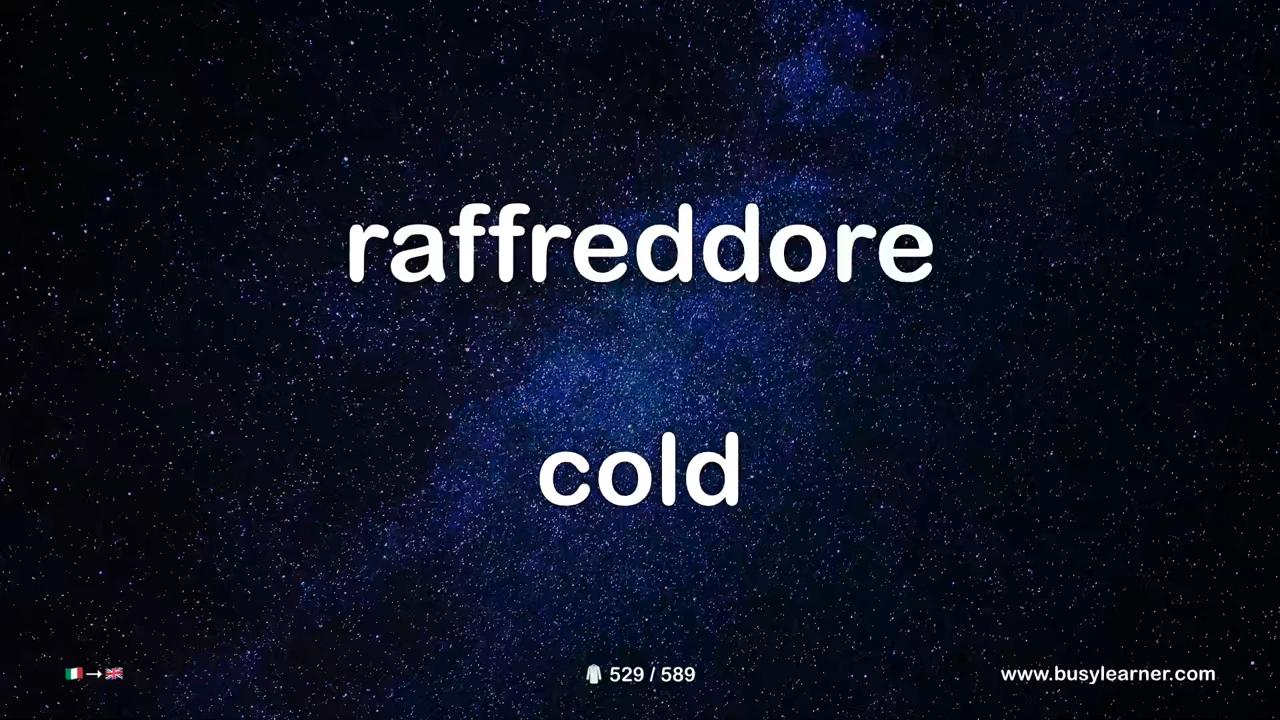 raffreddore
cold
🇮🇹→🇬🇧
🥼 529 / 589
www.busylearner.com